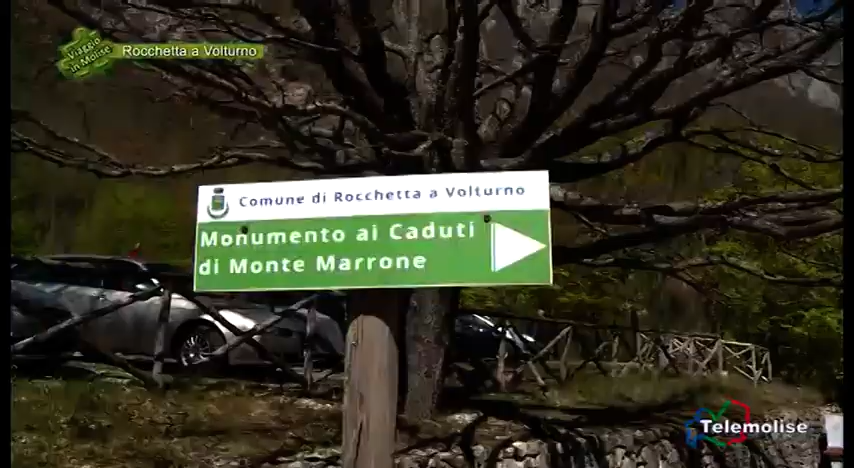 Viaggio
in Molise
Rocchetta a Volturno
Comune di Rocchetta a Volturno
Monumento ai Caduti
di Monte Marrone
Telemolise